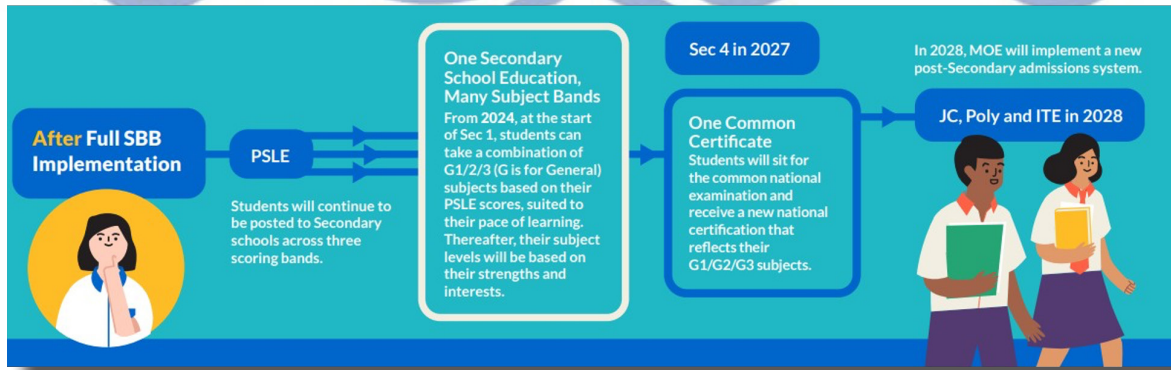 After Full SBB
Implementation
PSLE
Students will continue to
be posted to Secondary
schools across three
scoring bands.
One Secondary
School Education,
Many Subject Bands
From 2024, at the start
of Sec 1, students can
take a combination of
G1/2/3 (G is for General)
subjects based on their
PSLE scores, suited to
their pace of learning.
Thereafter, their subject
levels will be based on
their strengths and
interests.
Sec 4 in 2027
One Common
Certificate
Students will sit for
the common national
examination and
receive a new national
certification that
reflects their
G1/G2/G3 subjects.
In 2028, MOE will implement a new
post-Secondary admissions system.
JC, Poly and ITE in 2028